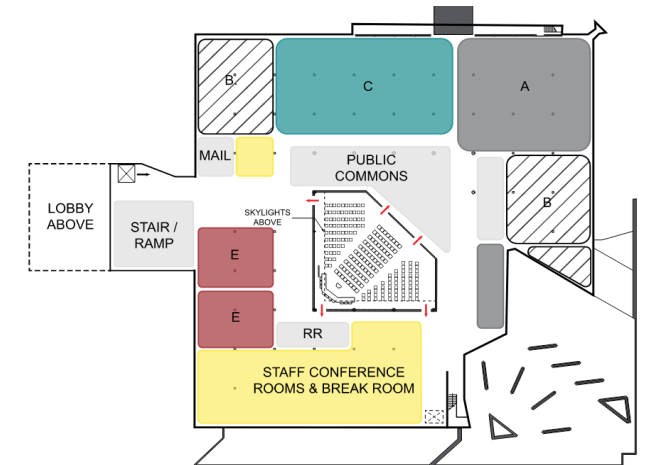 B
C
A
MAIL
PUBLIC
COMMONS
B
SKYLIGHTS
ABOVE
LOBBY
ABOVE
STAIR /
RAMP
E
E
RR
STAFF CONFERENCE
ROOMS & BREAK ROOM